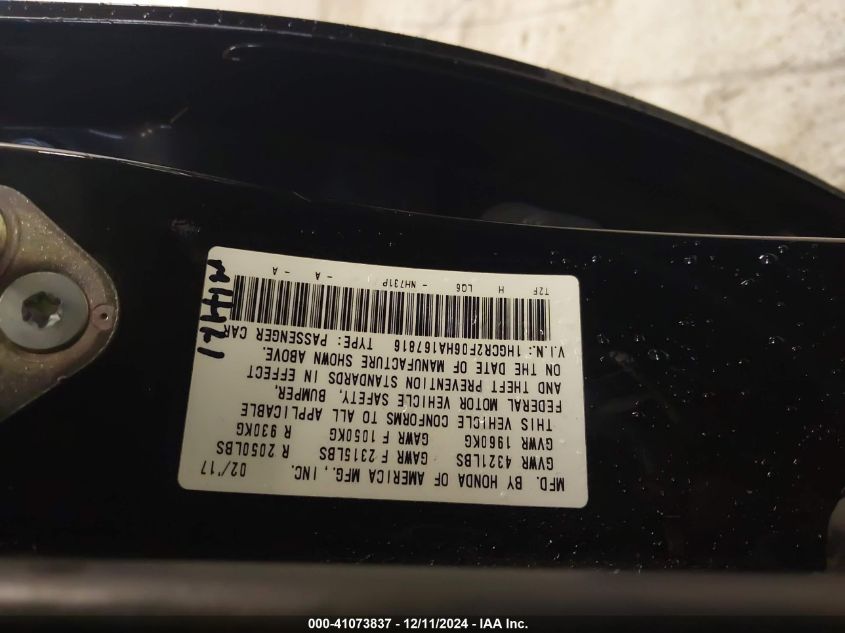 MFD. BY HONDA OF AMERICA MFG., INC. 02/'17
GVWR 4321LBS GAWR F 2315LBS R 2050LBS
GVWR 1960KG GAWR F 1050KG R 930KG
THIS VEHICLE CONFORMS TO ALL APPLICABLE
FEDERAL MOTOR VEHICLE SAFETY, BUMPER,
AND THEFT PREVENTION STANDARDS IN EFFECT
ON THE DATE OF MANUFACTURE SHOWN ABOVE.
V.I.N.: 1HGCR2F06HA167816 TYPE: PASSENGER CAR
T2F H LQ6 - NH731P - A - A
000-41073837 - 12/11/2024 - IAA Inc.